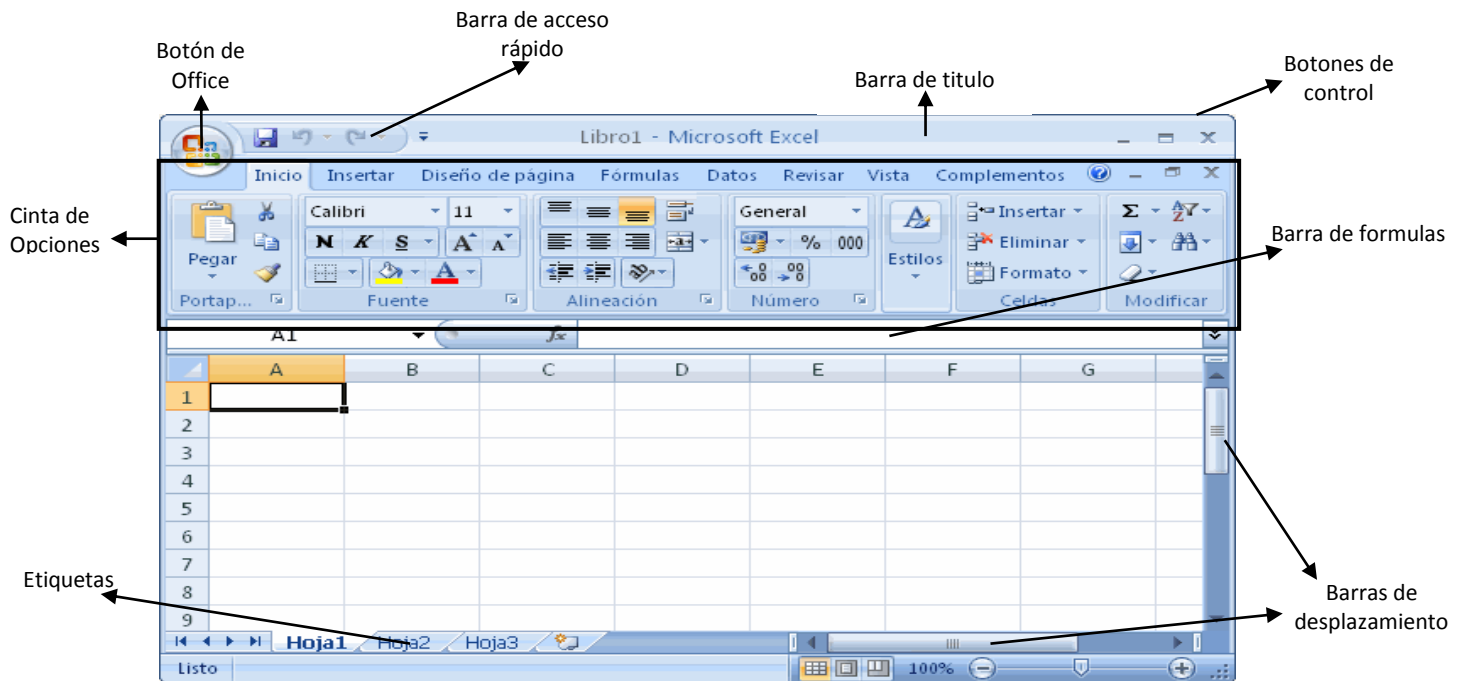 Barra de acceso
rápido
Botón de
Office
Barra de titulo
Botones de
control
Libro1 - Microsoft Excel
Inicio Insertar Diseño de página Fórmulas Datos Revisar Vista Complementos
Cinta de
Opciones
Calibri 11
General
Insertar
Σ
N K S A A
% 000
Eliminar
Barra de formulas
Pegar
Estilos
Formato
Portap... Fuente Alineación Número Celdas Modificar
A1 fx
A B C D E F G
1
2
3
4
5
6
7
8
9
Etiquetas
Barras de
desplazamiento
Hoja1 Hoja2 Hoja3
Listo 100%